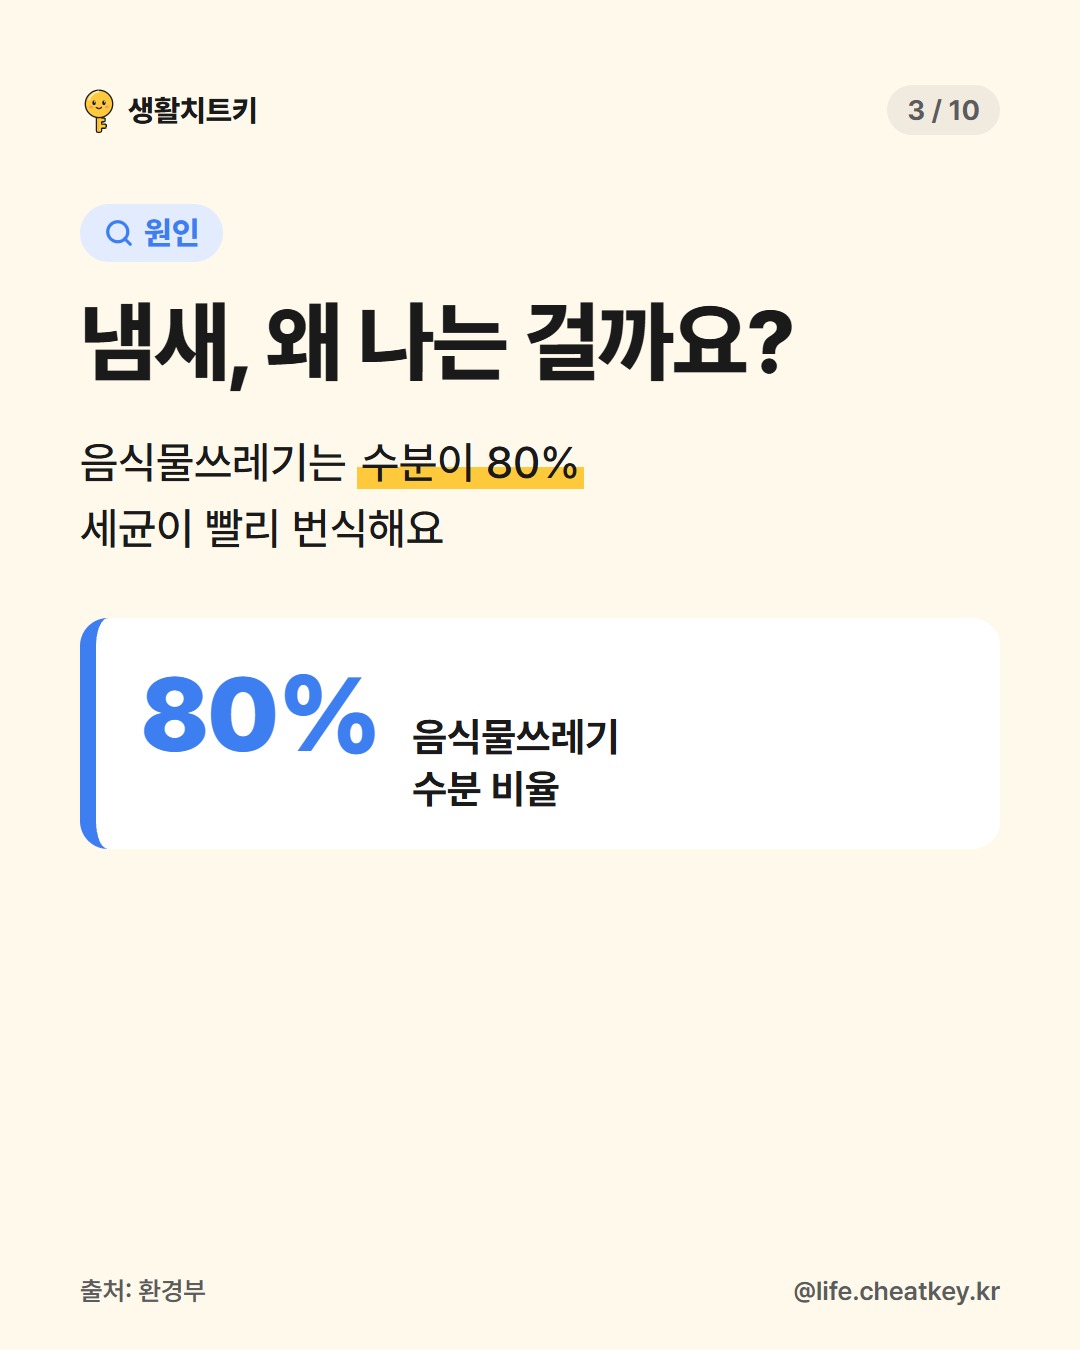 생활치트키
3 / 10
원인
냄새, 왜 나는 걸까요?
음식물쓰레기는 수분이 80%
세균이 빨리 번식해요
80%
음식물쓰레기
수분 비율
출처: 환경부
@life.cheatkey.kr